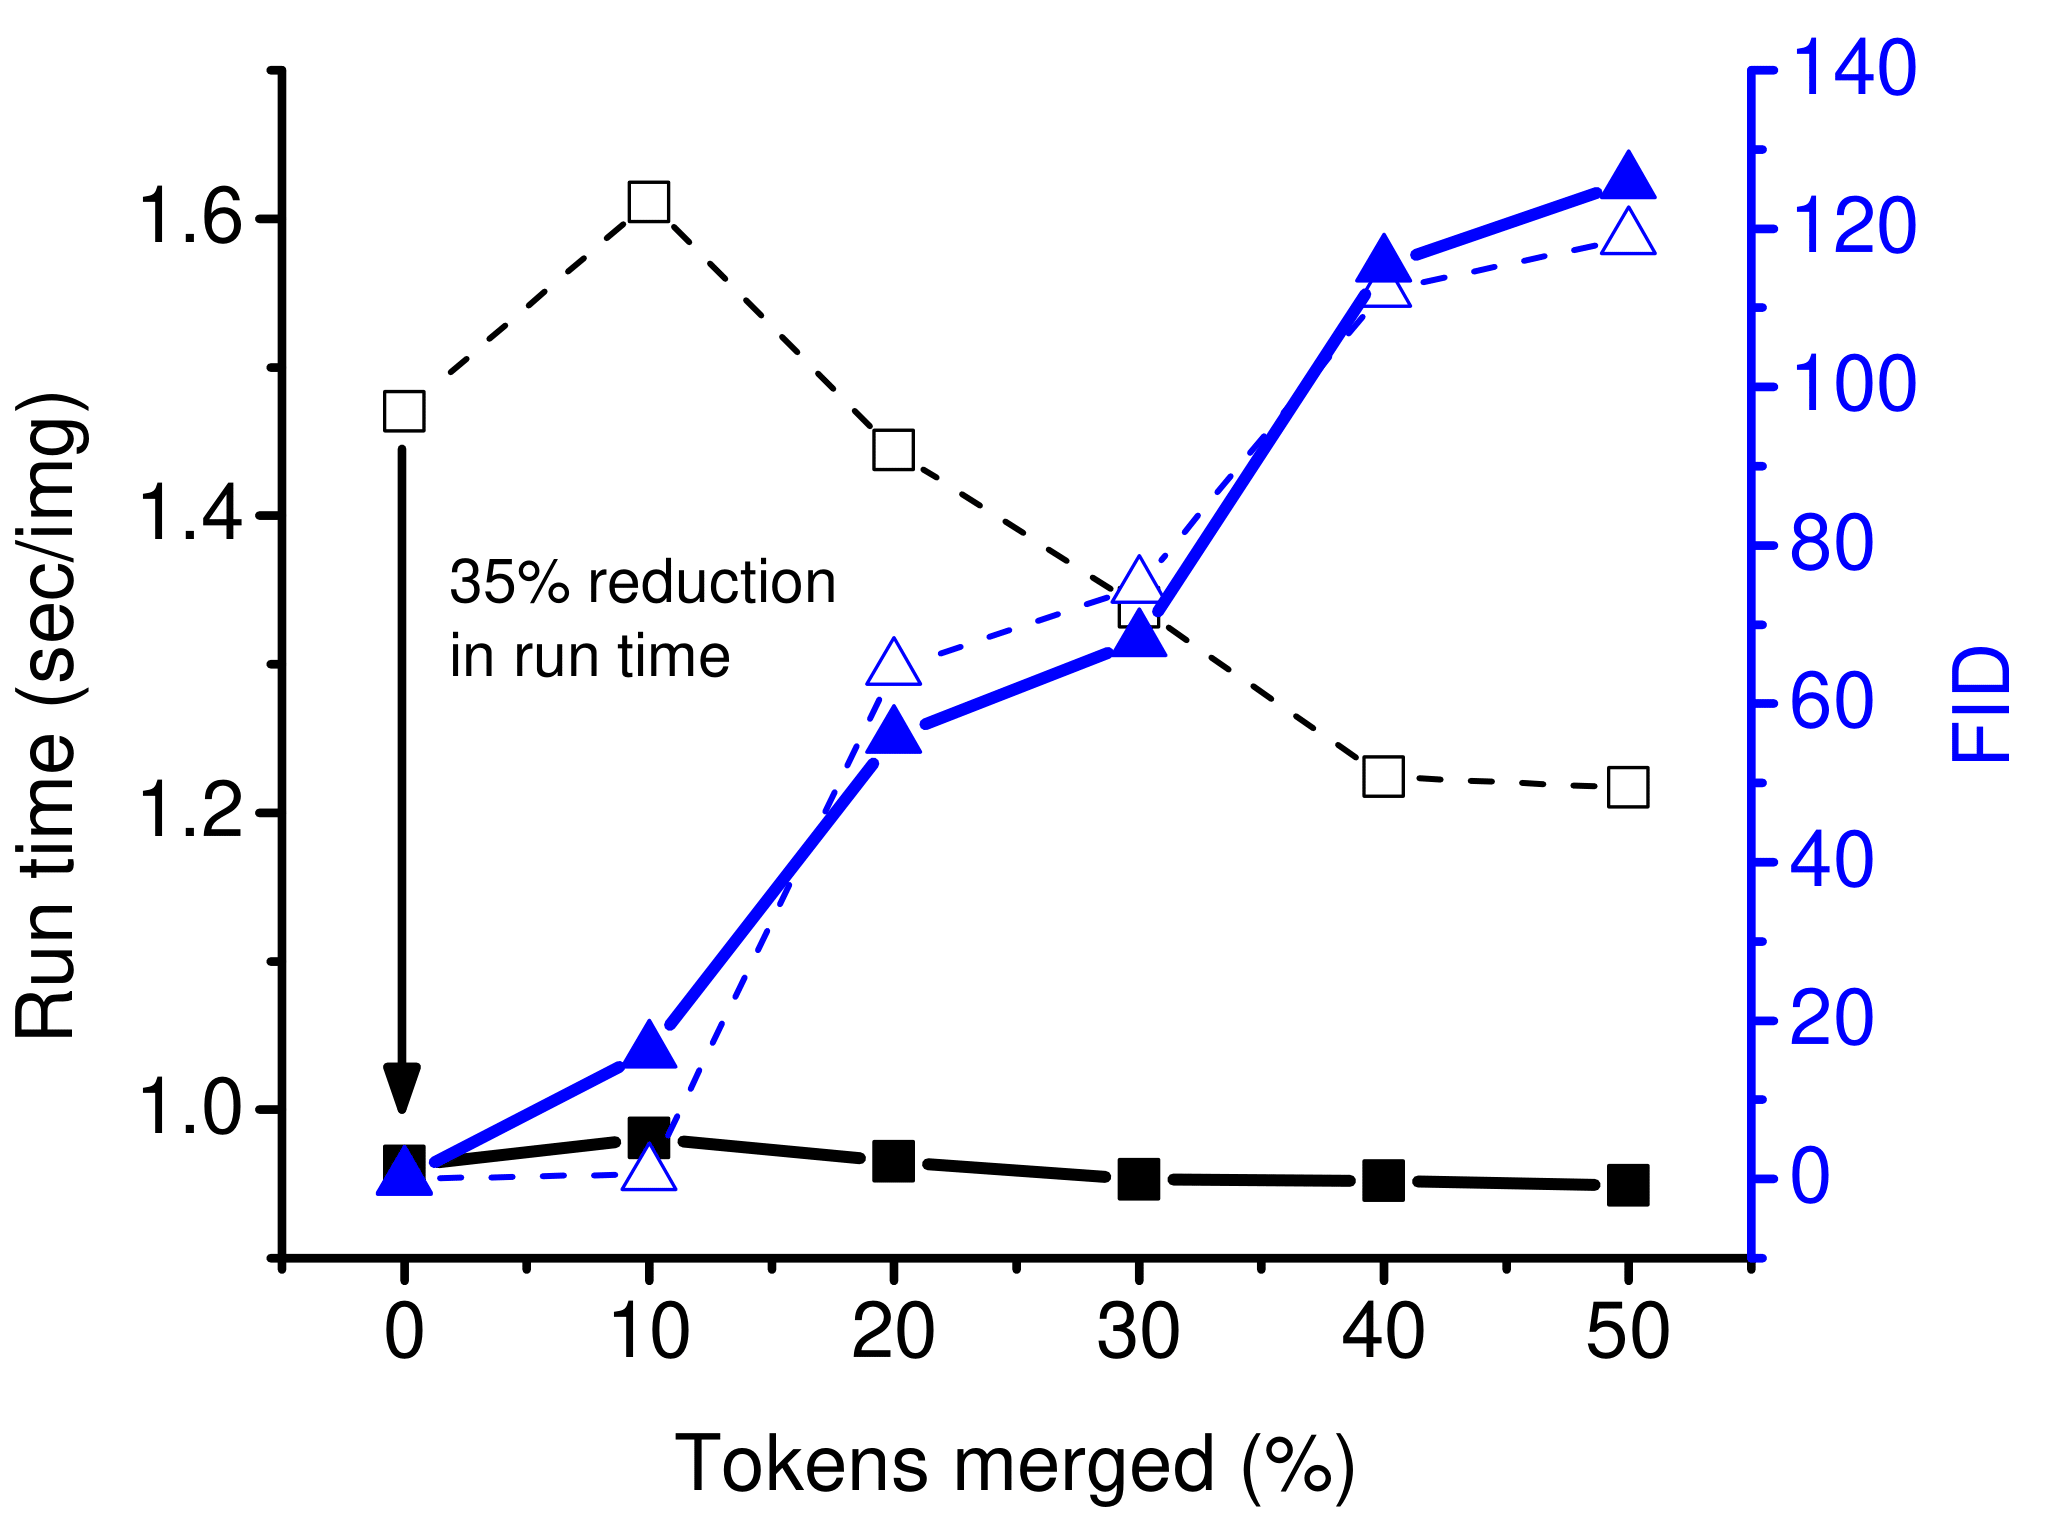 Run time (sec/img)
1.6
1.4
1.2
1.0
35% reduction
in run time
140
120
100
80
60
40
20
0
FID
0 10 20 30 40 50
Tokens merged (%)